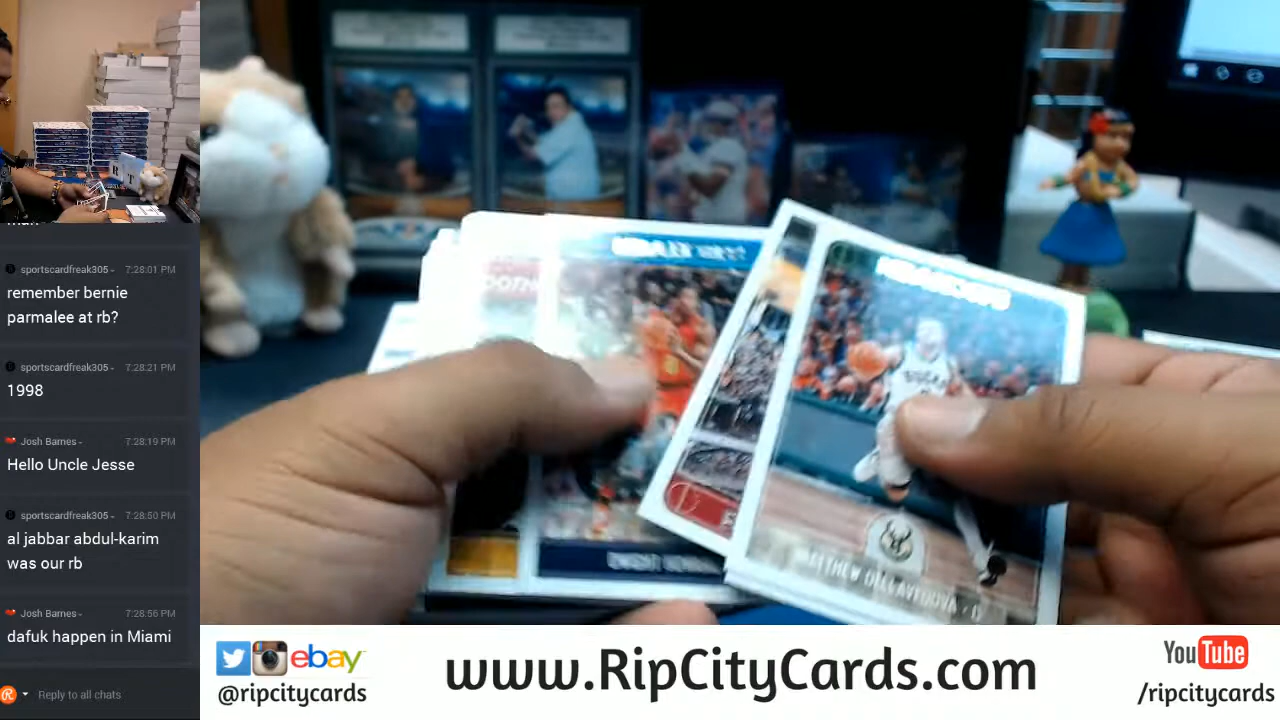 sportscardfreak305 - 7:28:01 PM
remember bernie
parmalee at rb?
sportscardfreak305 - 7:28:21 PM
1998
Josh Barnes - 7:28:19 PM
Hello Uncle Jesse
sportscardfreak305 - 7:28:50 PM
al jabbar abdul-karim
was our rb
Josh Barnes - 7:28:56 PM
dafuk happen in Miami
Reply to all chats
MATTHEW DELLAVEDOVA • G
ebay
@ripcitycards
www.RipCityCards.com
YouTube
/ripcitycards